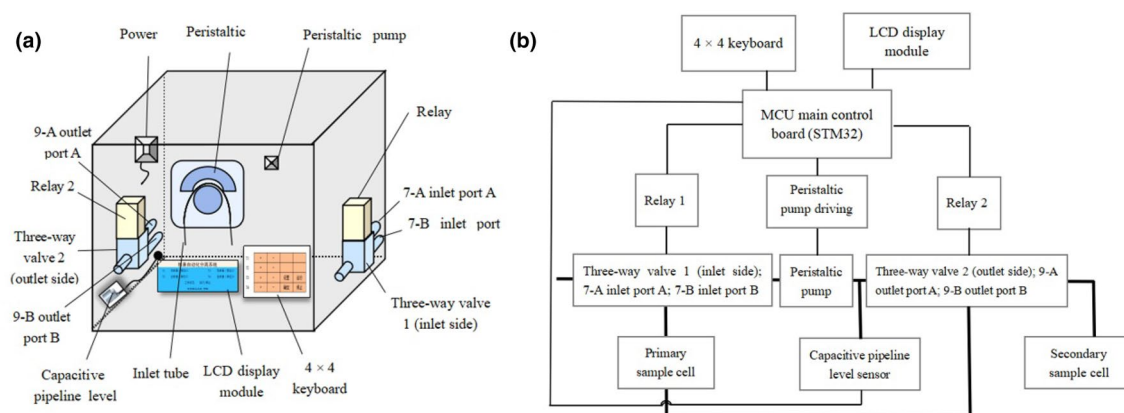 (a)
Power
Peristaltic
Peristaltic pump
9-A outlet
port A
Relay
Relay 2
7-A inlet port A
7-B inlet port
Three-way
valve 2
(outlet side)
9-B outlet
port B
Three-way valve
1 (inlet side)
Capacitive
pipeline level
Inlet tube
LCD display
module
4 × 4
keyboard
(b)
4 × 4 keyboard
LCD display
module
MCU main control
board (STM32)
Relay 1
Peristaltic
pump driving
Relay 2
Three-way valve 1 (inlet side);
7-A inlet port A; 7-B inlet port B
Peristaltic
pump
Three-way valve 2 (outlet side); 9-A
outlet port A; 9-B outlet port B
Primary
sample cell
Capacitive pipeline
level sensor
Secondary
sample cell